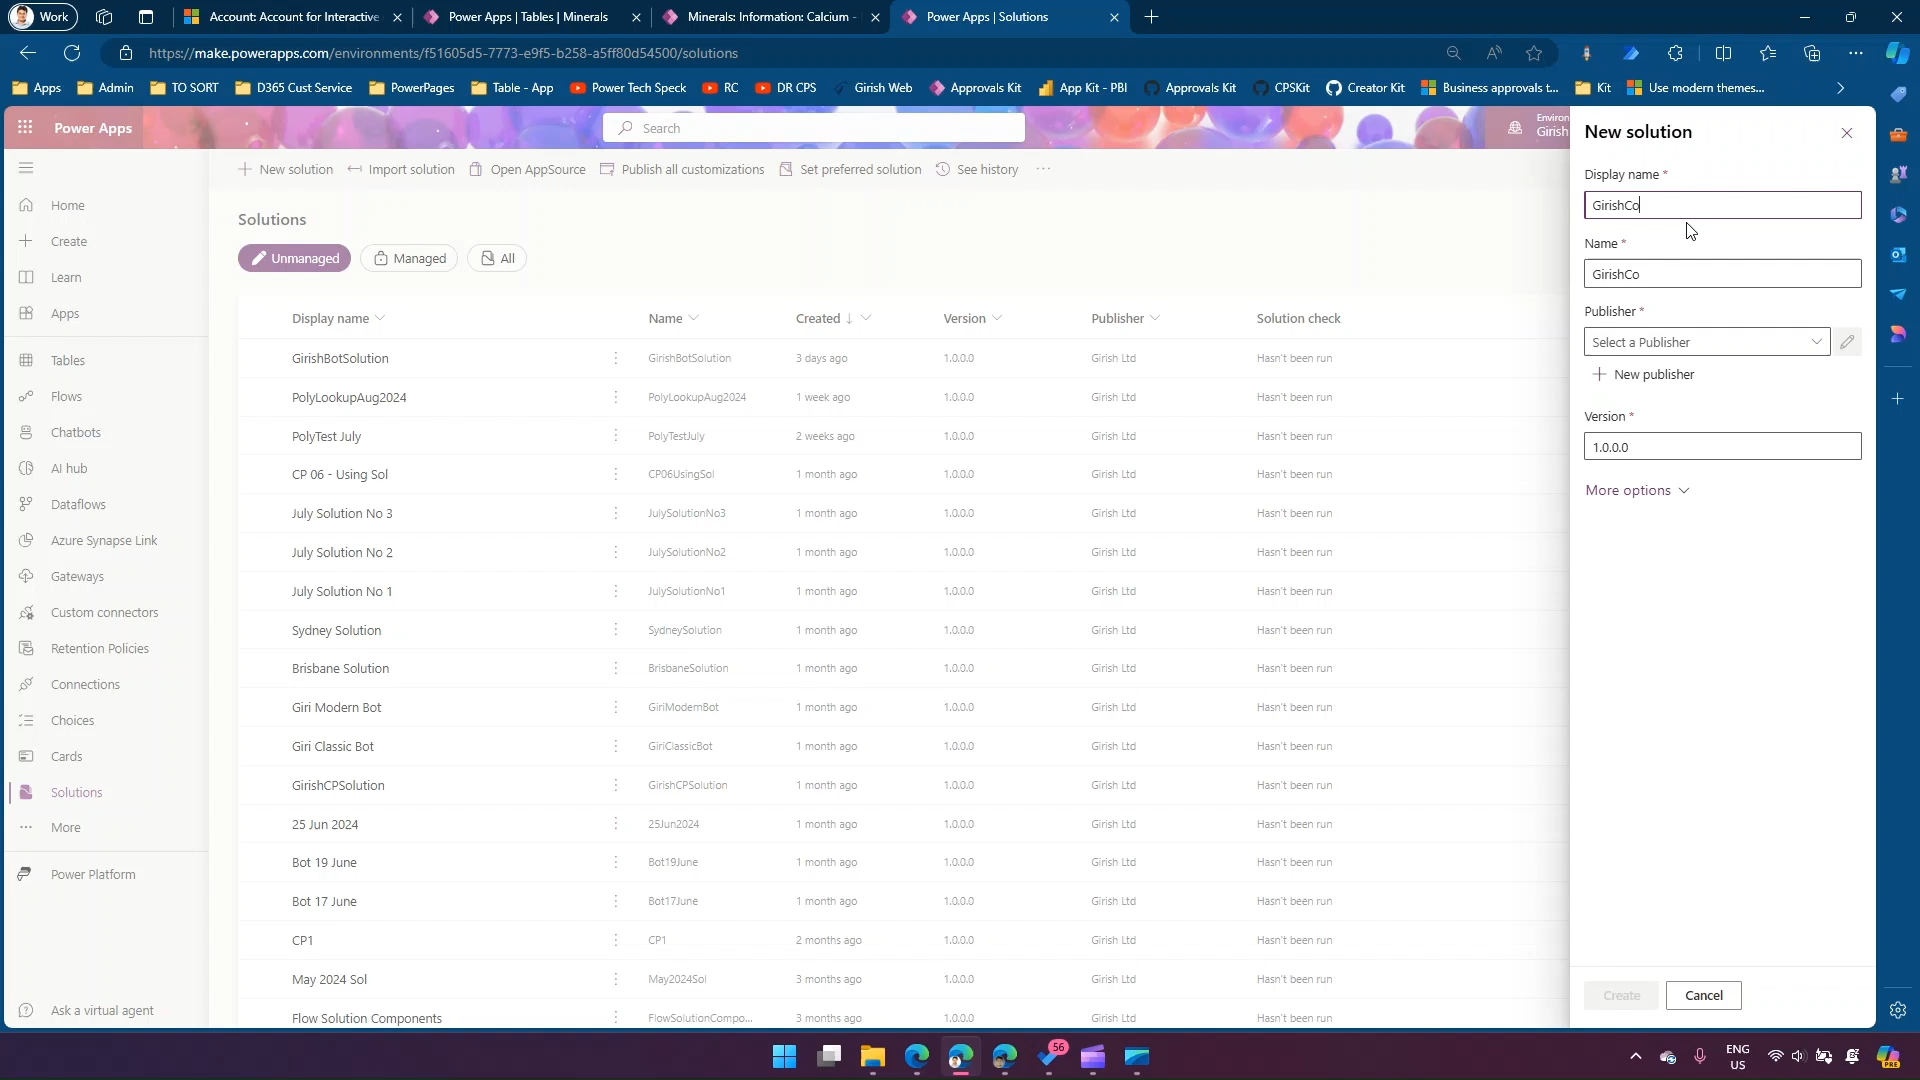 Work
Account: Account for Interactive
Power Apps | Tables | Minerals
Minerals: Information: Calcium -
Power Apps | Solutions
https://make.powerapps.com/environments/f51605d5-7773-e9f5-b258-a5ff80d54500/solutions
Apps
Admin
TO SORT
D365 Cust Service
PowerPages
Table - App
Power Tech Speck
RC
DR CPS
Girish Web
Approvals Kit
App Kit - PBI
Approvals Kit
CPSKit
Creator Kit
Business approvals t...
Kit
Use modern themes...
Power Apps
Search
Environ
Girish
New solution
Import solution
Open AppSource
Publish all customizations
Set preferred solution
See history
Home
Create
Learn
Apps
Tables
Flows
Chatbots
AI hub
Dataflows
Azure Synapse Link
Gateways
Custom connectors
Retention Policies
Connections
Choices
Cards
Solutions
More
Power Platform
Ask a virtual agent
Solutions
Unmanaged
Managed
All
Display name Name Created ↓ Version Publisher Solution check
GirishBotSolution GirishBotSolution 3 days ago 1.0.0.0 Girish Ltd Hasn't been run
PolyLookupAug2024 PolyLookupAug2024 1 week ago 1.0.0.0 Girish Ltd Hasn't been run
PolyTest July PolyTestJuly 2 weeks ago 1.0.0.0 Girish Ltd Hasn't been run
CP 06 - Using Sol CP06UsingSol 1 month ago 1.0.0.0 Girish Ltd Hasn't been run
July Solution No 3 JulySolutionNo3 1 month ago 1.0.0.0 Girish Ltd Hasn't been run
July Solution No 2 JulySolutionNo2 1 month ago 1.0.0.0 Girish Ltd Hasn't been run
July Solution No 1 JulySolutionNo1 1 month ago 1.0.0.0 Girish Ltd Hasn't been run
Sydney Solution SydneySolution 1 month ago 1.0.0.0 Girish Ltd Hasn't been run
Brisbane Solution BrisbaneSolution 1 month ago 1.0.0.0 Girish Ltd Hasn't been run
Giri Modern Bot GiriModernBot 1 month ago 1.0.0.0 Girish Ltd Hasn't been run
Giri Classic Bot GiriClassicBot 1 month ago 1.0.0.0 Girish Ltd Hasn't been run
GirishCPSolution GirishCPSolution 1 month ago 1.0.0.0 Girish Ltd Hasn't been run
25 Jun 2024 25Jun2024 1 month ago 1.0.0.0 Girish Ltd Hasn't been run
Bot 19 June Bot19June 1 month ago 1.0.0.0 Girish Ltd Hasn't been run
Bot 17 June Bot17June 1 month ago 1.0.0.0 Girish Ltd Hasn't been run
CP1 CP1 2 months ago 1.0.0.0 Girish Ltd Hasn't been run
May 2024 Sol May2024Sol 3 months ago 1.0.0.0 Girish Ltd Hasn't been run
Flow Solution Components FlowSolutionCompo... 3 months ago 1.0.0.0 Girish Ltd Hasn't been run
New solution
Display name *
GirishCo
Name *
GirishCo
Publisher *
Select a Publisher
New publisher
Version *
1.0.0.0
More options
Create
Cancel
56
ENG
US
PRE